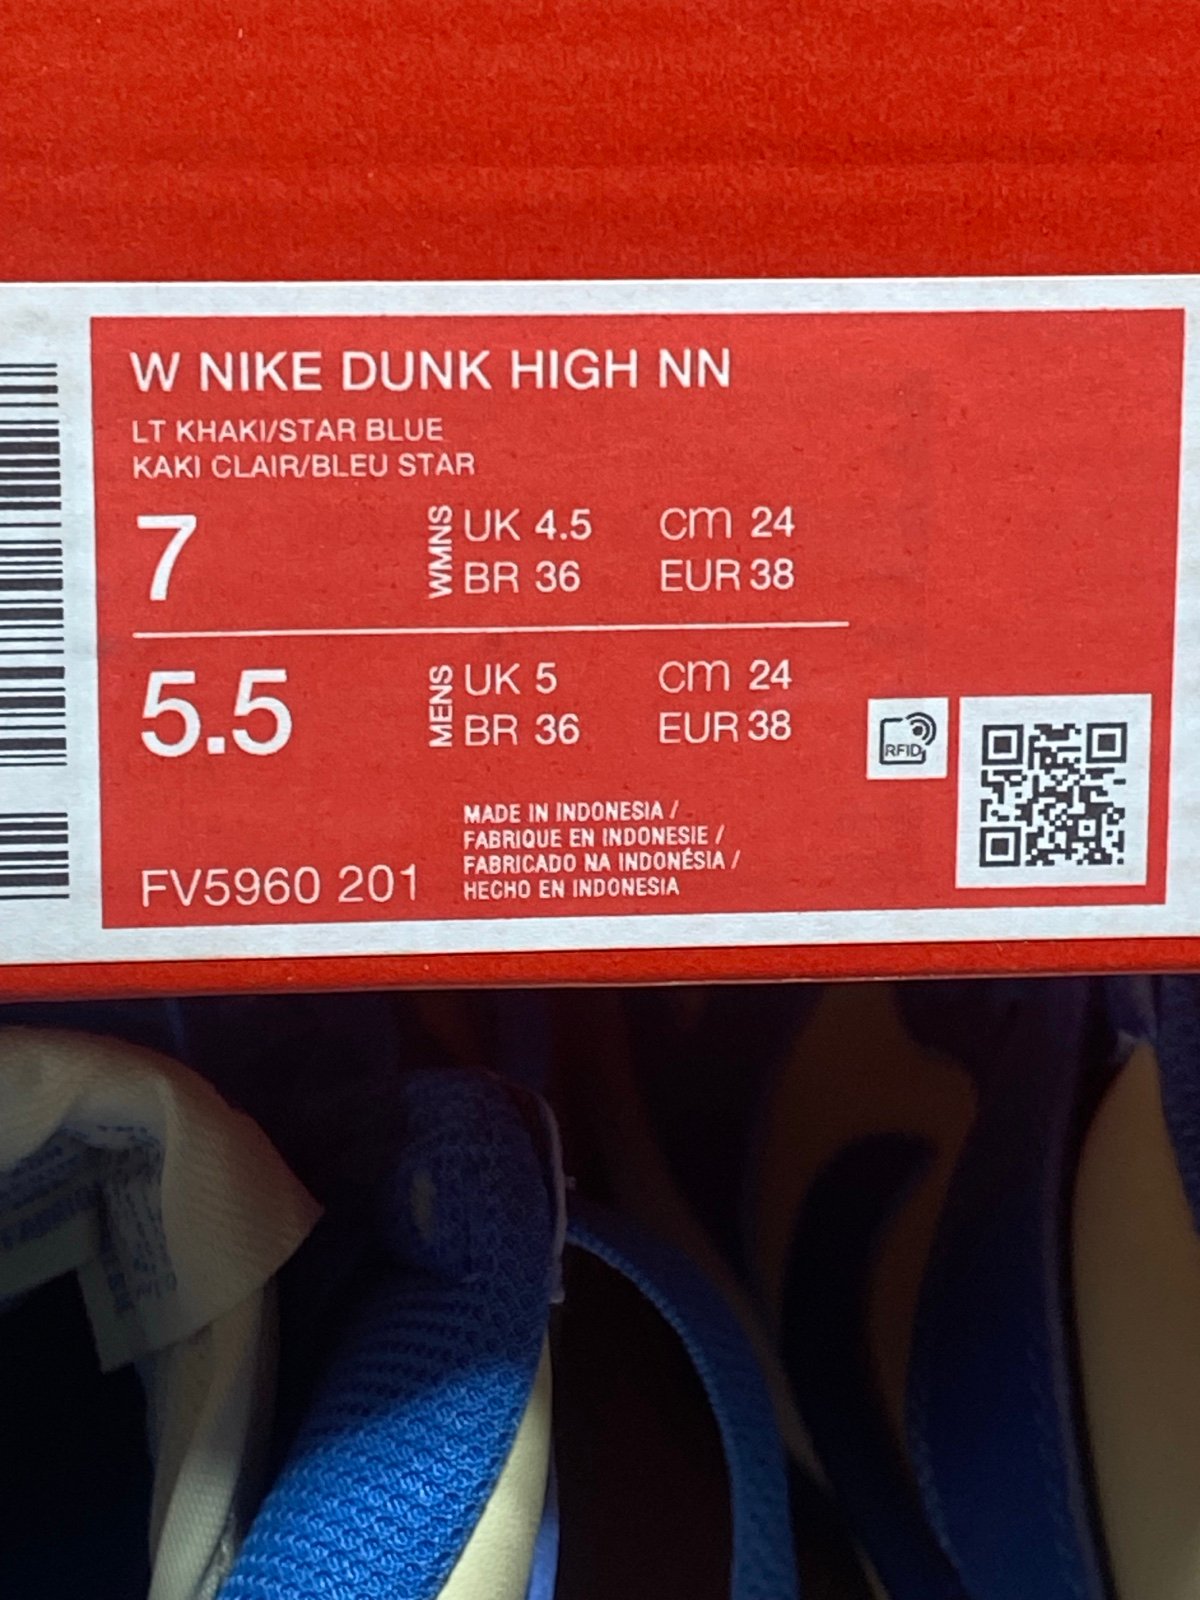 W NIKE DUNK HIGH NN
LT KHAKI/STAR BLUE
KAKI CLAIR/BLEU STAR
7
WMNS
UK 4.5 CM 24
BR 36 EUR 38
5.5
MENS
UK 5 CM 24
BR 36 EUR 38
RFID
MADE IN INDONESIA /
FABRIQUE EN INDONESIE /
FABRICADO NA INDONÉSIA /
HECHO EN INDONESIA
FV5960 201